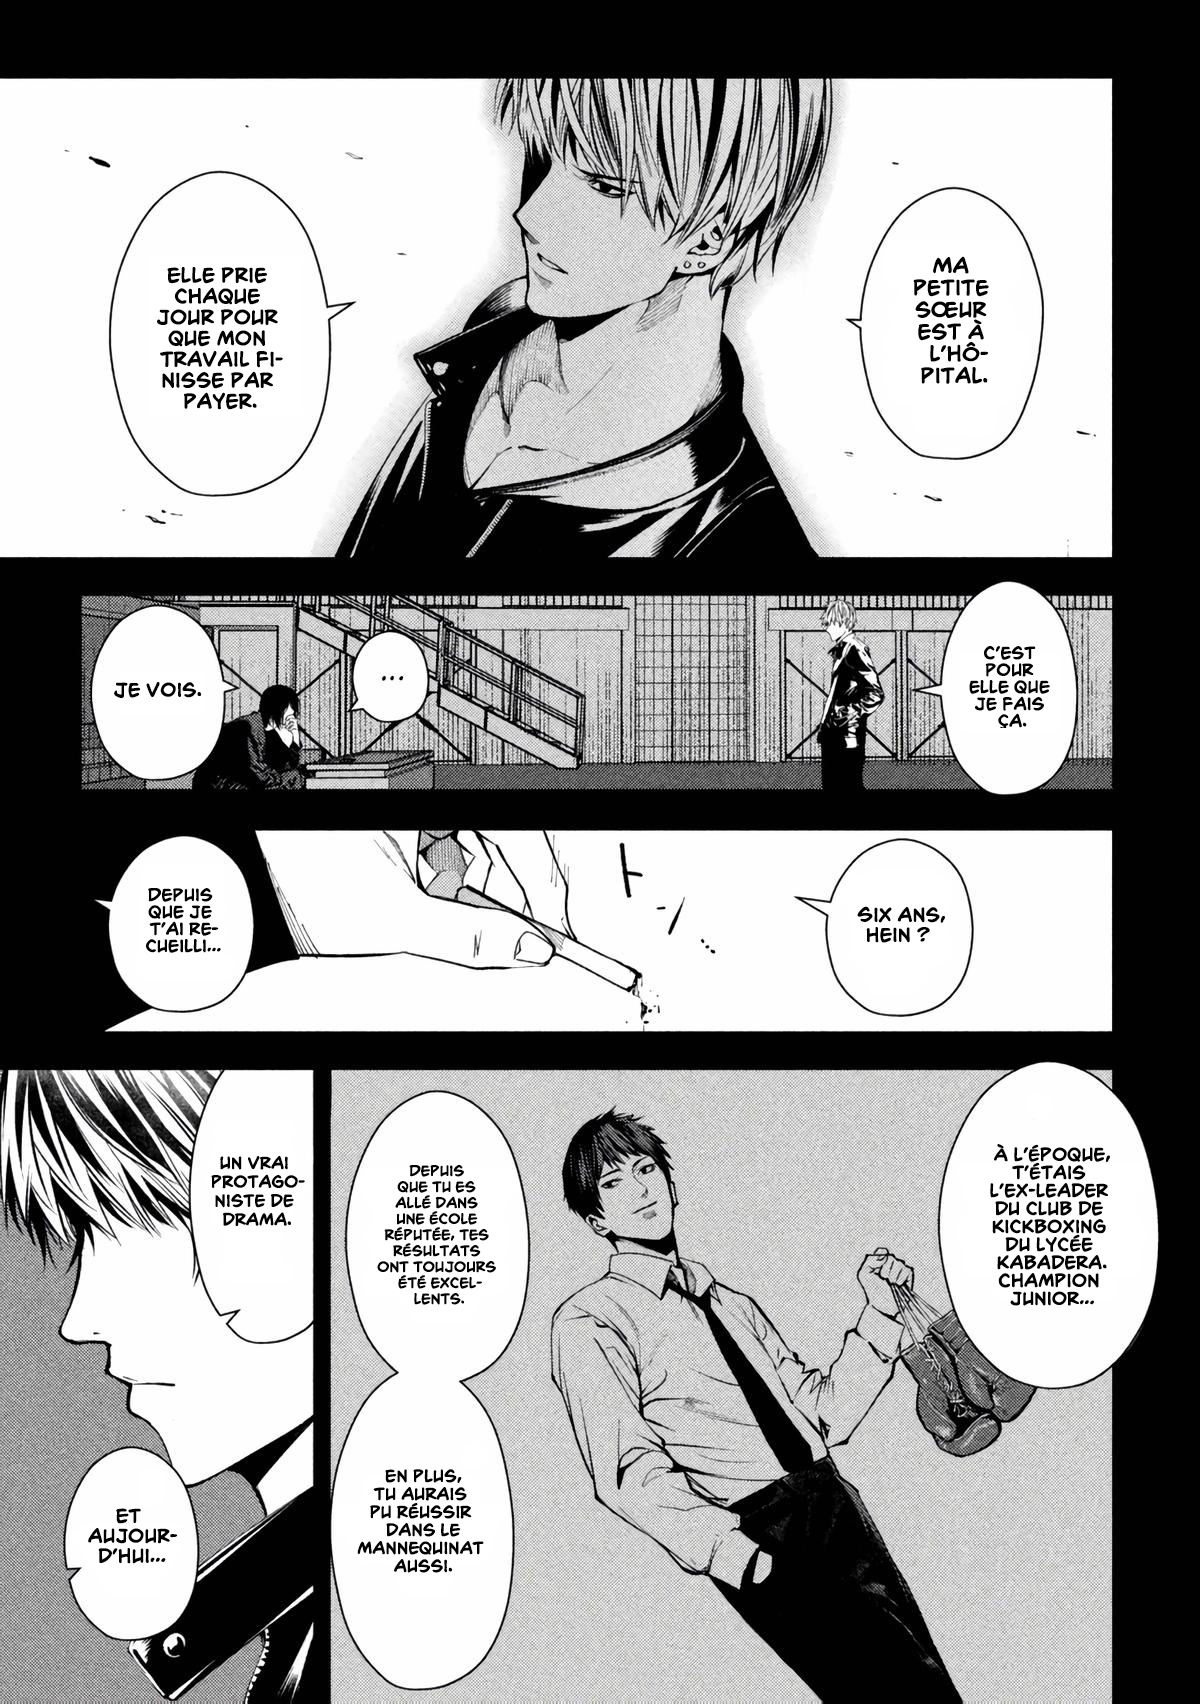 MA
PETITE
SŒUR
EST À
L'HÔ-
PITAL.
ELLE PRIE
CHAQUE
JOUR POUR
QUE MON
TRAVAIL FI-
NISSE PAR
PAYER.
C'EST
POUR
ELLE QUE
JE FAIS
ÇA.
...
JE VOIS.
SIX ANS,
HEIN ?
ト
DEPUIS
QUE JE
T'AI RE-
CUEILLI...
À L'ÉPOQUE,
T'ÉTAIS
L'EX-LEADER
DU CLUB DE
KICKBOXING
DU LYCÉE
KABADERA.
CHAMPION
JUNIOR...
DEPUIS
QUE TU ES
ALLÉ DANS
UNE ÉCOLE
RÉPUTÉE, TES
RÉSULTATS
ONT TOUJOURS
ÉTÉ EXCEL-
LENTS.
EN PLUS,
TU AURAIS
PU RÉUSSIR
DANS LE
MANNEQUINAT
AUSSI.
UN VRAI
PROTAGO-
NISTE DE
DRAMA.
ET
AUJOUR-
D'HUI...